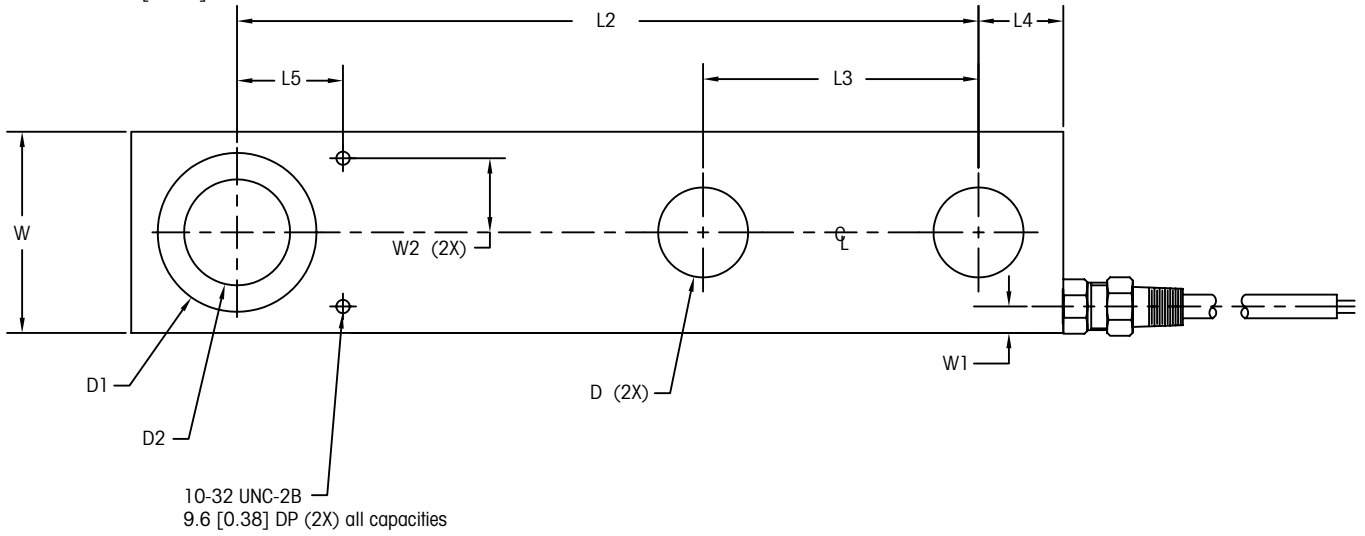 L2
L4
L5
L3
W
W2 (2X)
CL
W1
D1
D (2X)
D2
10-32 UNC-2B
9.6 [0.38] DP (2X) all capacities